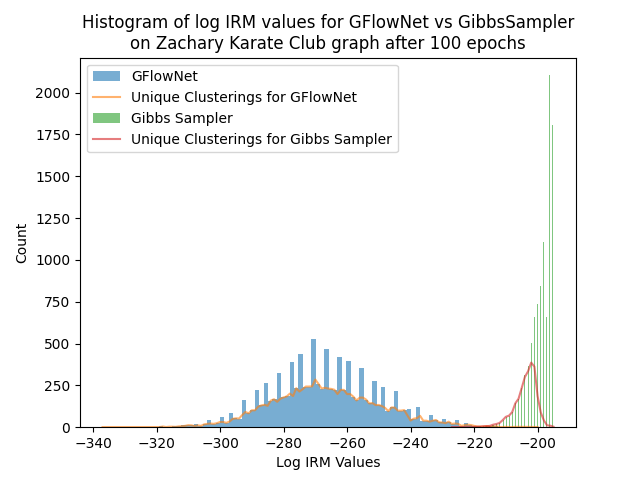 Histogram of log IRM values for GFlowNet vs GibbsSampler
on Zachary Karate Club graph after 100 epochs
GFlowNet
Unique Clusterings for GFlowNet
Gibbs Sampler
Unique Clusterings for Gibbs Sampler
Count
2000
1750
1500
1250
1000
750
500
250
0
−340 −320 −300 −280 −260 −240 −220 −200
Log IRM Values